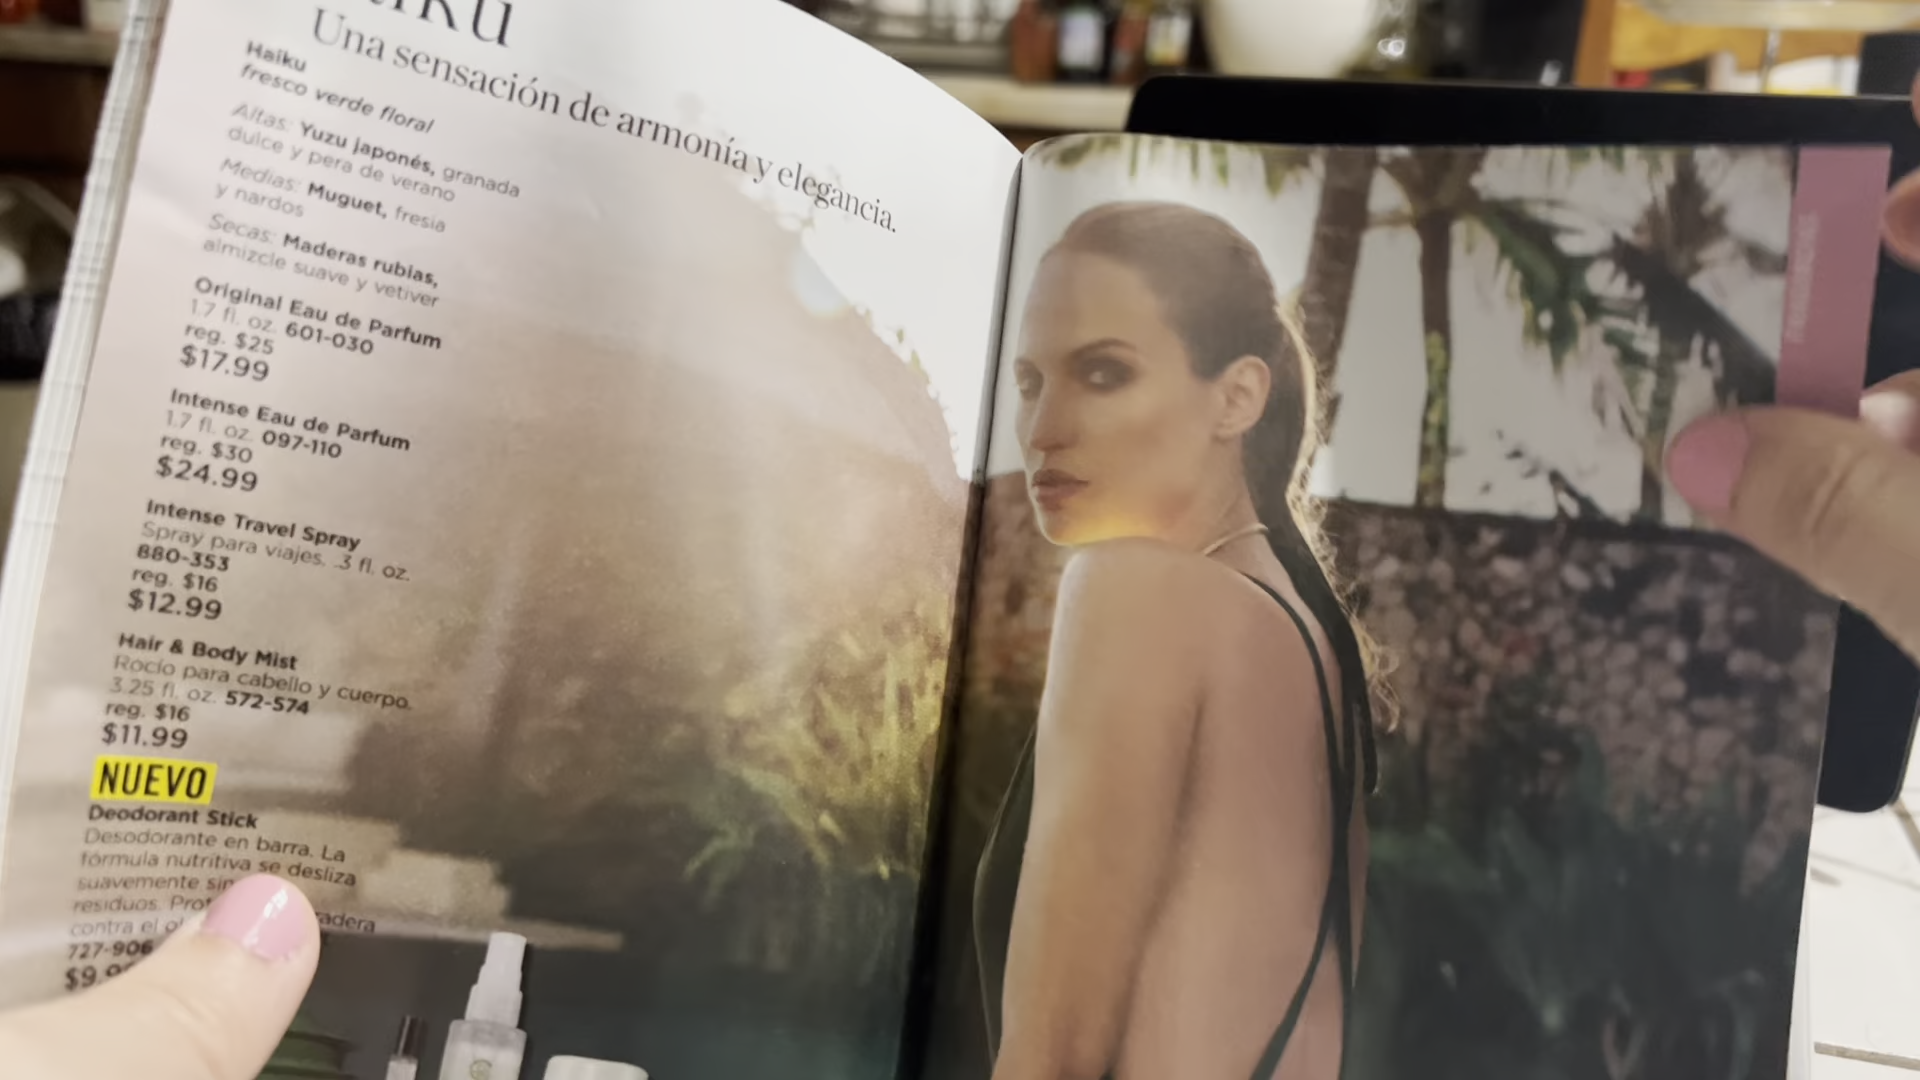 Una sensación de armonía y elegancia.
Haiku
fresco verde floral
Altas: Yuzu japonés, granada
dulce y pera de verano
Medias: Muguet, fresia
y nardos
Secas: Maderas rubias,
almizcle suave y vetiver
Original Eau de Parfum
1.7 fl. oz. 601-030
reg. $25
$17.99
Intense Eau de Parfum
1.7 fl. oz. 097-110
reg. $30
$24.99
Intense Travel Spray
Spray para viajes. .3 fl. oz.
880-353
reg. $16
$12.99
Hair & Body Mist
Rocío para cabello y cuerpo.
3.25 fl. oz. 572-574
reg. $16
$11.99
NUEVO
Deodorant Stick
Desodorante en barra. La
fórmula nutritiva se desliza
suavemente sin
residuos.
contra el
727-906